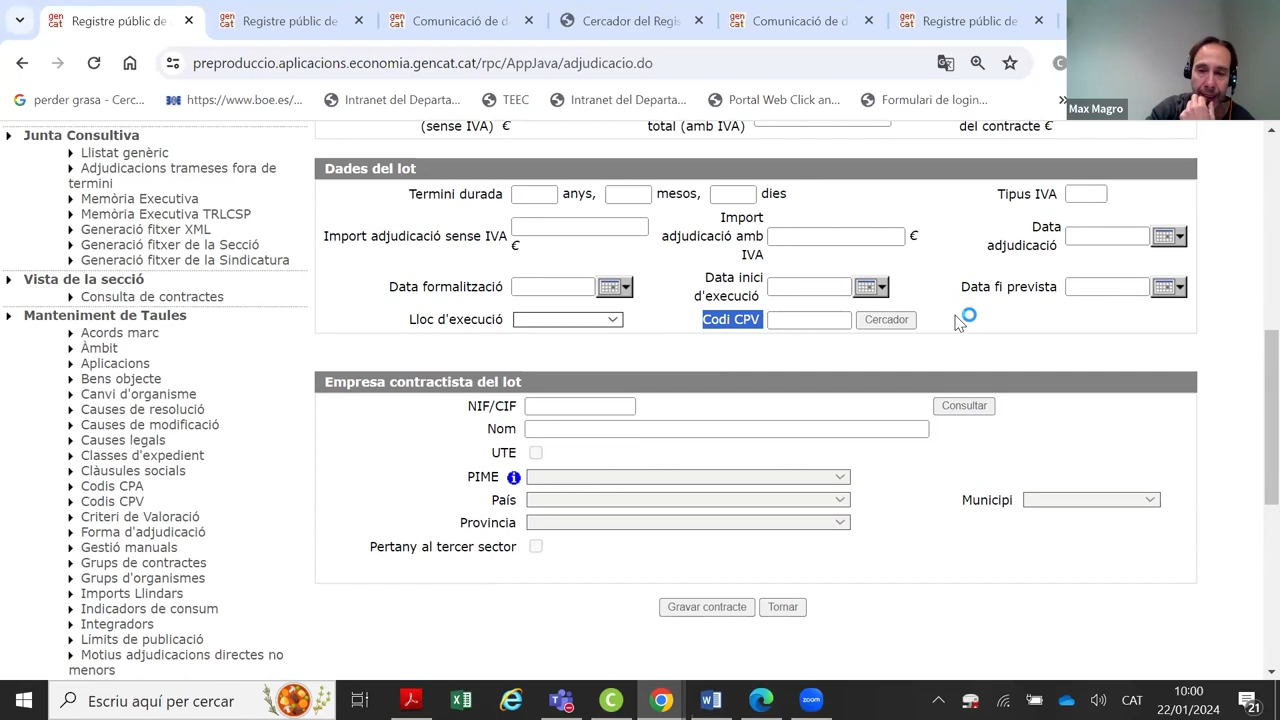 Registre públic de
Registre públic de
Comunicació de d
Cercador del Regis
Comunicació de d
Registre públic de
preproduccio.aplicacions.economia.gencat.cat/rpc/AppJava/adjudicacio.do
perder grasa - Cerc...
https://www.boe.es/...
Intranet del Departa...
TEEC
Intranet del Departa...
Portal Web Click an...
Formulari de login...
Max Magro
Junta Consultiva
Llistat genèric
Adjudicacions trameses fora de
termini
Memòria Executiva
Memòria Executiva TRLCSP
Generació fitxer XML
Generació fitxer de la Secció
Generació fitxer de la Sindicatura
Vista de la secció
Consulta de contractes
Manteniment de Taules
Acords marc
Àmbit
Aplicacions
Bens objecte
Canvi d'organisme
Causes de resolució
Causes de modificació
Causes legals
Classes d'expedient
Clàusules socials
Codis CPA
Codis CPV
Criteri de Valoració
Forma d'adjudicació
Gestió manuals
Grups de contractes
Grups d'organismes
Imports Llindars
Indicadors de consum
Integradors
Límits de publicació
Motius adjudicacions directes no
menors
(sense IVA) €
total (amb IVA)
del contracte €
Dades del lot
Termini durada anys, mesos, dies
Tipus IVA
Import adjudicació sense IVA
€
Import
adjudicació amb
IVA
€
Data
adjudicació
Data formalització
Data inici
d'execució
Data fi prevista
Lloc d'execució
Codi CPV
Cercador
Empresa contractista del lot
NIF/CIF
Consultar
Nom
UTE
PIME
País
Municipi
Provincia
Pertany al tercer sector
Gravar contracte
Tornar
Escriu aquí per cercar
zoom
CAT
10:00
22/01/2024
21